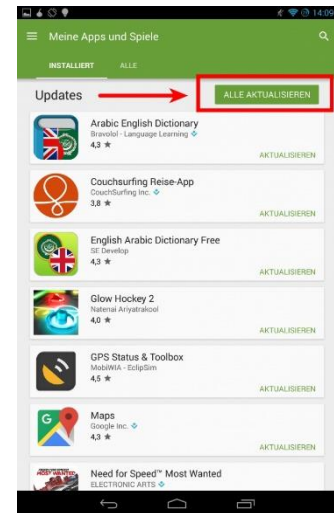 14:09
Meine Apps und Spiele
INSTALLIERT ALLE
Updates
ALLE AKTUALISIEREN
Arabic English Dictionary
Bravolol - Language Learning
4,3 ★
AKTUALISIEREN
Couchsurfing Reise-App
CouchSurfing Inc.
3,8 ★
AKTUALISIEREN
English Arabic Dictionary Free
SE Develop
4,3 ★
AKTUALISIEREN
Glow Hockey 2
Natenai Ariyatrakool
4,0 ★
AKTUALISIEREN
GPS Status & Toolbox
MobiWIA - EclipSim
4,5 ★
AKTUALISIEREN
Maps
Google Inc.
4,3 ★
AKTUALISIEREN
Need for Speed™ Most Wanted
ELECTRONIC ARTS